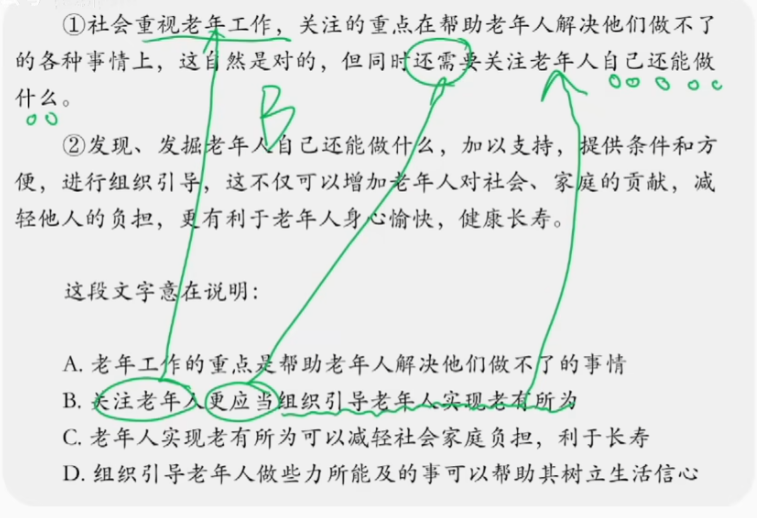 ①社会重视老年工作，关注的重点在帮助老年人解决他们做不了
的各种事情上，这自然是对的，但同时还需要关注老年人自己还能做
什么。
B
②发现、发掘老年人自己还能做什么，加以支持，提供条件和方
便，进行组织引导，这不仅可以增加老年人对社会、家庭的贡献，减
轻他人的负担，更有利于老年人身心愉快，健康长寿。
这段文字意在说明：
A. 老年工作的重点是帮助老年人解决他们做不了的事情
B. 关注老年人更应当组织引导老年人实现老有所为
C. 老年人实现老有所为可以减轻社会家庭负担，利于长寿
D. 组织引导老年人做些力所能及的事可以帮助其树立生活信心